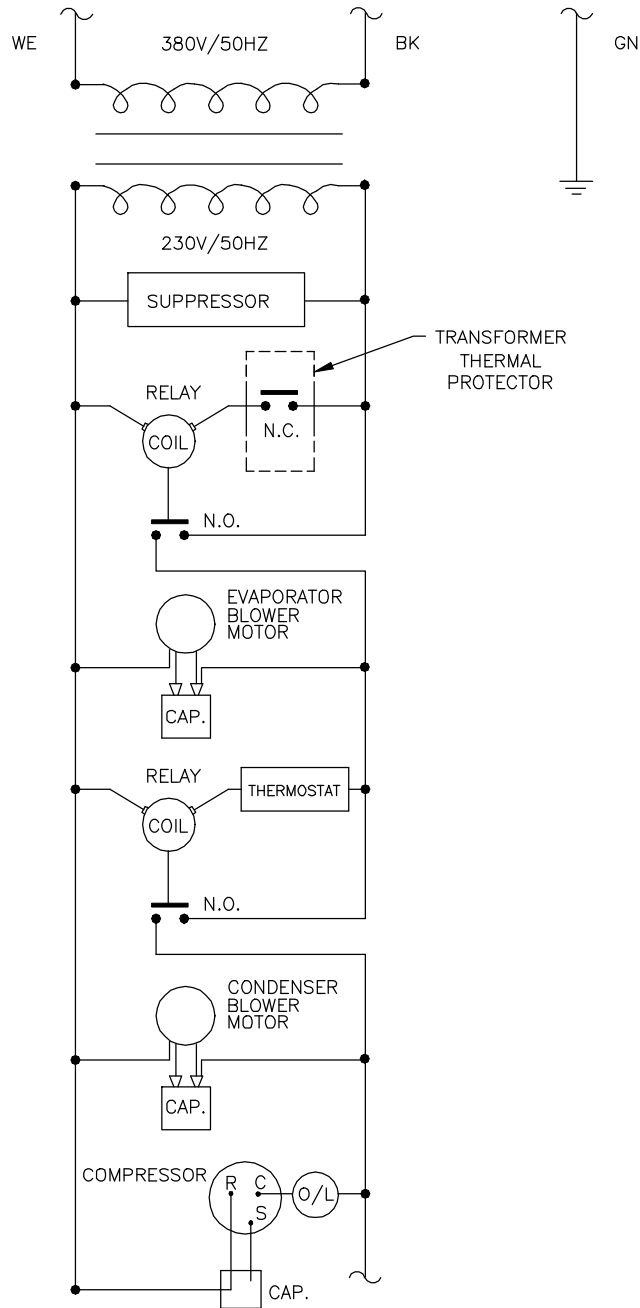 WE
380V/50HZ
BK
GN
230V/50HZ
SUPPRESSOR
TRANSFORMER
THERMAL
PROTECTOR
RELAY
COIL
N.C.
N.O.
EVAPORATOR
BLOWER
MOTOR
CAP.
RELAY
THERMOSTAT
COIL
N.O.
CONDENSER
BLOWER
MOTOR
CAP.
COMPRESSOR
R
C
O/L
S
CAP.